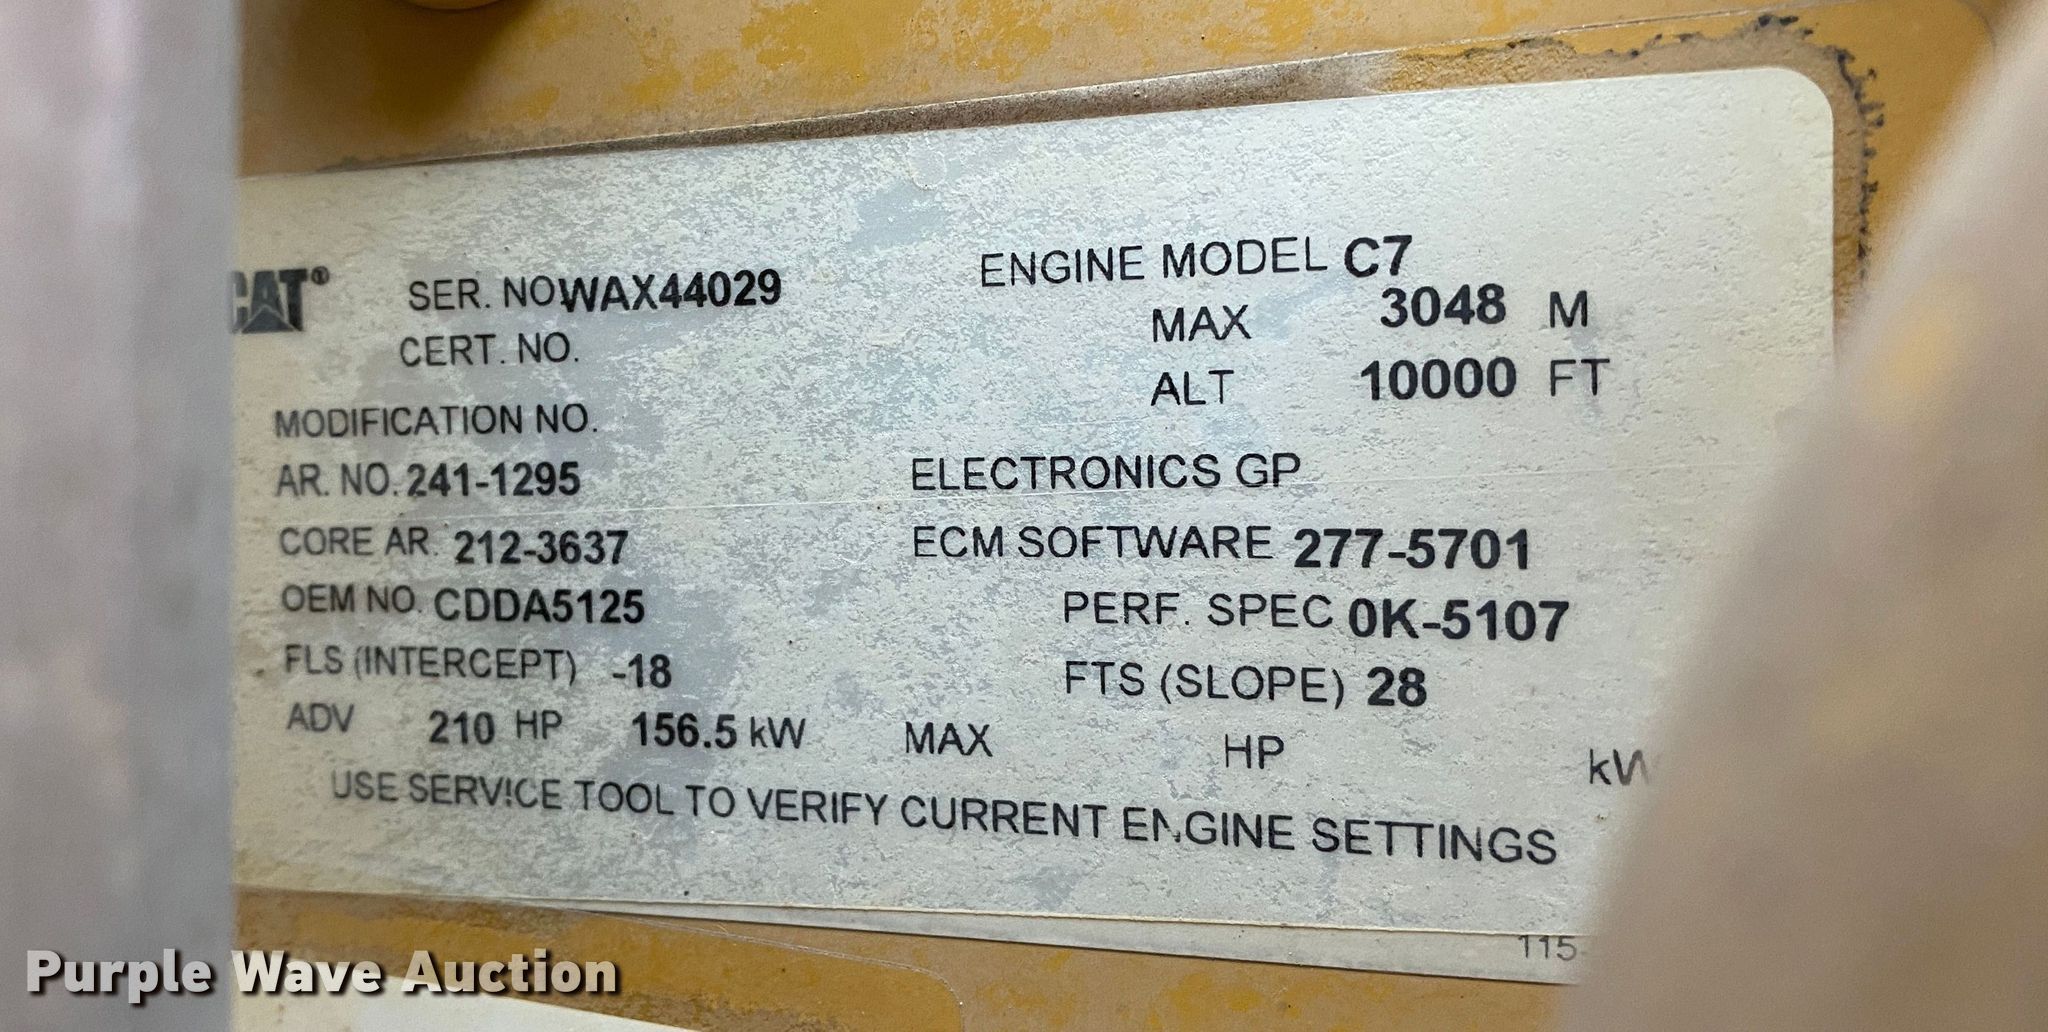 CAT® SER. NO WAX44029 ENGINE MODEL C7
CERT. NO. MAX 3048 M
MODIFICATION NO. ALT 10000 FT
AR. NO. 241-1295 ELECTRONICS GP
CORE AR. 212-3637 ECM SOFTWARE 277-5701
OEM NO. CDDA5125 PERF. SPEC 0K-5107
FLS (INTERCEPT) -18 FTS (SLOPE) 28
ADV 210 HP 156.5 kW MAX HP kW
USE SERVICE TOOL TO VERIFY CURRENT ENGINE SETTINGS
115-
Purple Wave Auction